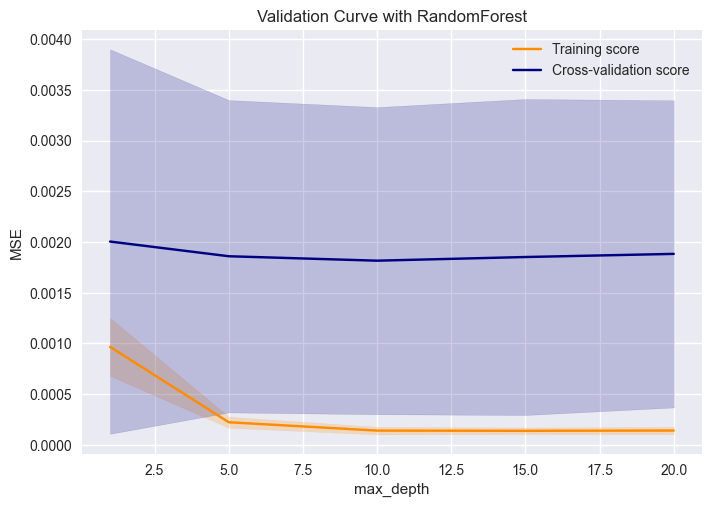 Validation Curve with RandomForest
0.0040
0.0035
0.0030
0.0025
0.0020
0.0015
0.0010
0.0005
0.0000
MSE
Training score
Cross-validation score
2.5 5.0 7.5 10.0 12.5 15.0 17.5 20.0
max_depth